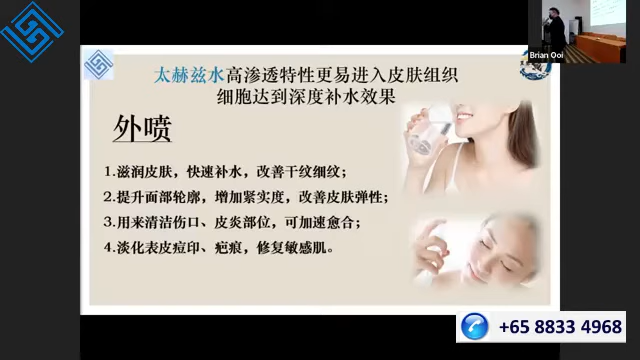 Brian Ooi
太赫兹水高渗透特性更易进入皮肤组织
细胞达到深度补水效果
外喷
1.滋润皮肤，快速补水，改善干纹细纹；
2.提升面部轮廓，增加紧实度，改善皮肤弹性；
3.用来清洁伤口、皮炎部位，可加速愈合；
4.淡化表皮痘印、疤痕，修复敏感肌。
+65 8833 4968